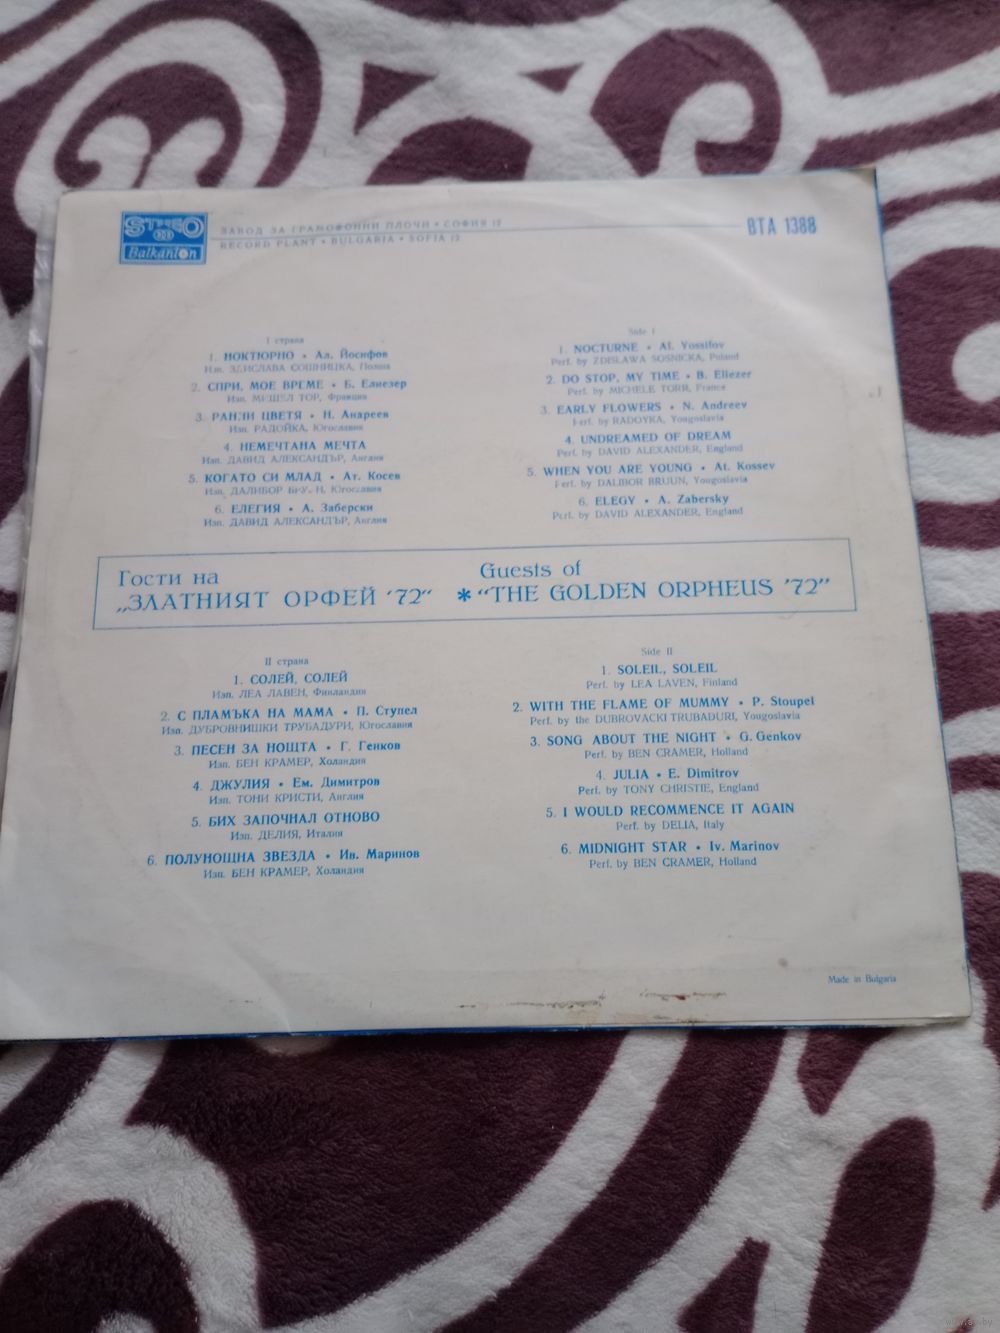 STEREO
Balkanton
ЗАВОД ЗА ГРАМОФОННИ ПЛОЧИ • СОФИЯ 12
RECORD PLANT • BULGARIA • SOFIA 12
ВТА 1388
I страна
1. НОКТЮРНО • Ал. Йосифов
Изп. ЗДИСЛАВА СОШНИЦКА, Полша
2. СПРИ, МОЕ ВРЕМЕ • Б. Елиезер
Изп. МИШЕЛ ТОР, Франция
3. РАННИ ЦВЕТЯ • Н. Андреев
Изп. РАДОЙКА, Югославия
4. НЕМЕЧТАНА МЕЧТА
Изп. ДАВИД АЛЕКСАНДЪР, Англия
5. КОГАТО СИ МЛАД • Ат. Косев
Изп. ДАЛИБОР БРУН, Югославия
6. ЕЛЕГИЯ • А. Заберски
Изп. ДАВИД АЛЕКСАНДЪР, Англия
Side I
1. NOCTURNE • Al. Yossifov
Perf. by ZDISLAWA SOSNICKA, Poland
2. DO STOP, MY TIME • B. Eliezer
Perf. by MICHELE TORR, France
3. EARLY FLOWERS • N. Andreev
Perf. by RADOYKA, Yougoslavia
4. UNDREAMED OF DREAM
Perf. by DAVID ALEXANDER, England
5. WHEN YOU ARE YOUNG • At. Kossev
Perf. by DALIBOR BRUUN, Yougoslavia
6. ELEGY • A. Zabersky
Perf. by DAVID ALEXANDER, England
Гости на
„ЗЛАТНИЯТ ОРФЕЙ '72"
Guests of
* “THE GOLDEN ORPHEUS '72”
II страна
1. СОЛЕЙ, СОЛЕЙ
Изп. ЛЕА ЛАВЕН, Финландия
2. С ПЛАМЪКА НА МАМА • П. Ступел
Изп. ДУБРОВНИШКИ ТРУБАДУРИ, Югославия
3. ПЕСЕН ЗА НОЩТА • Г. Генков
Изп. БЕН КРАМЕР, Холандия
4. ДЖУЛИЯ • Ем. Димитров
Изп. ТОНИ КРИСТИ, Англия
5. БИХ ЗАПОЧНАЛ ОТНОВО
Изп. ДЕЛИЯ, Италия
6. ПОЛУНОЩНА ЗВЕЗДА • Ив. Маринов
Изп. БЕН КРАМЕР, Холандия
Side II
1. SOLEIL, SOLEIL
Perf. by LEA LAVEN, Finland
2. WITH THE FLAME OF MUMMY • P. Stoupel
Perf. by the DUBROVACKI TRUBADURI, Yougoslavia
3. SONG ABOUT THE NIGHT • G. Genkov
Perf. by BEN CRAMER, Holland
4. JULIA • E. Dimitrov
Perf. by TONY CHRISTIE, England
5. I WOULD RECOMMENCE IT AGAIN
Perf. by DELIA, Italy
6. MIDNIGHT STAR • Iv. Marinov
Perf. by BEN CRAMER, Holland
Made in Bulgaria